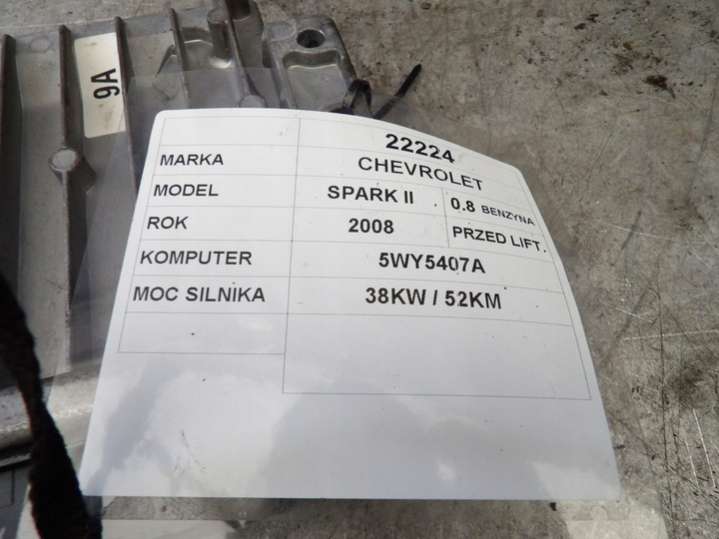 9A
22224
MARKA CHEVROLET
MODEL SPARK II 0.8 BENZYNA
ROK 2008 PRZED LIFT.
KOMPUTER 5WY5407A
MOC SILNIKA 38KW / 52KM